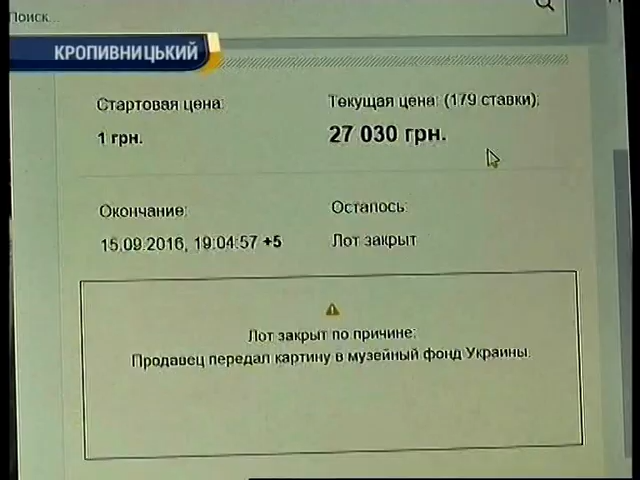 Поиск...
КРОПИВНИЦЬКИЙ
Стартовая цена:
Текущая цена: (179 ставки):
1 грн.
27 030 грн.
Окончание:
Осталось:
15.09.2016, 19:04:57 +5
Лот закрыт
Лот закрыт по причине:
Продавец передал картину в музейный фонд Украины.